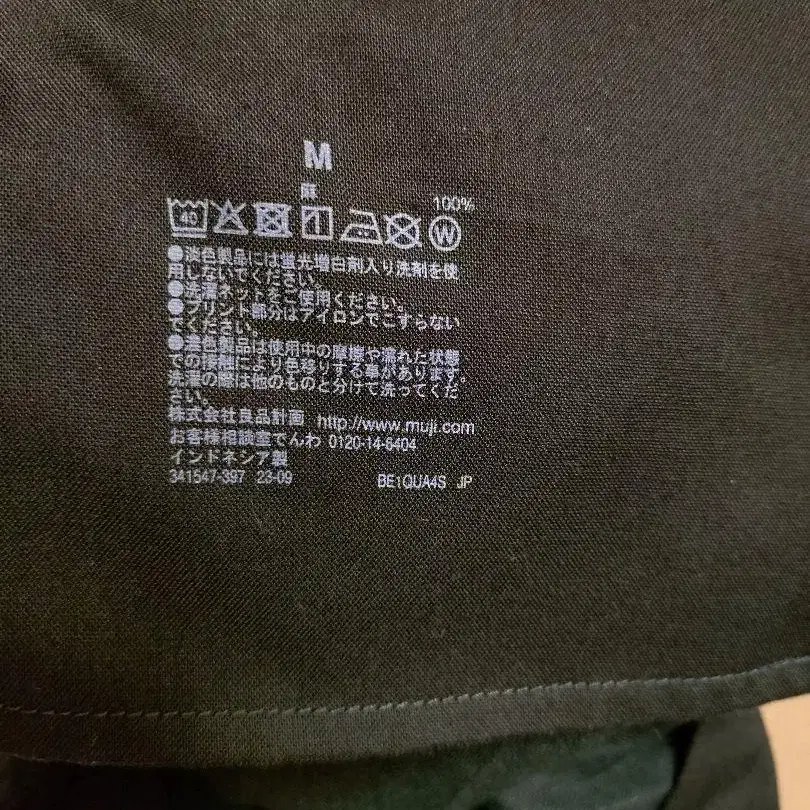 M
麻 100%
40 W
●淡色製品には蛍光増白剤入り洗剤を使
用しないでください。
●洗濯ネットをご使用ください。
●プリント部分はアイロンでこすらない
でください。
●濃色製品は使用中の摩擦や濡れた状態
での接触により色移りする事があります。
洗濯の際は他のものと分けて洗ってくだ
さい。
株式会社良品計画 http://www.muji.com
お客様相談室でんわ 0120-14-6404
インドネシア製
341547-397 23-09 BE1QUA4S JP